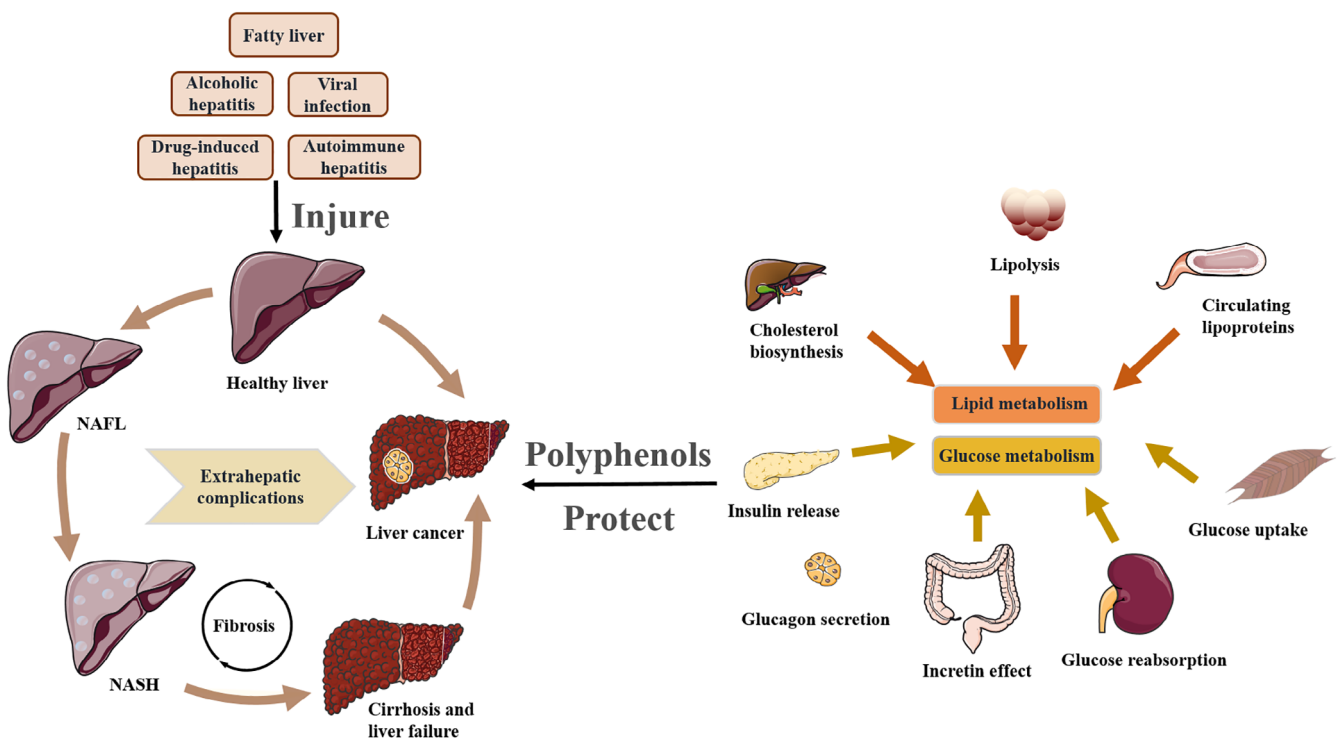 Fatty liver
Alcoholic
hepatitis
Viral
infection
Drug-induced
hepatitis
Autoimmune
hepatitis
Injure
Healthy liver
NAFL
Extrahepatic
complications
Liver cancer
NASH
Fibrosis
Cirrhosis and
liver failure
Polyphenols
Protect
Lipolysis
Cholesterol
biosynthesis
Circulating
lipoproteins
Lipid metabolism
Glucose metabolism
Insulin release
Glucose uptake
Glucagon secretion
Incretin effect
Glucose reabsorption